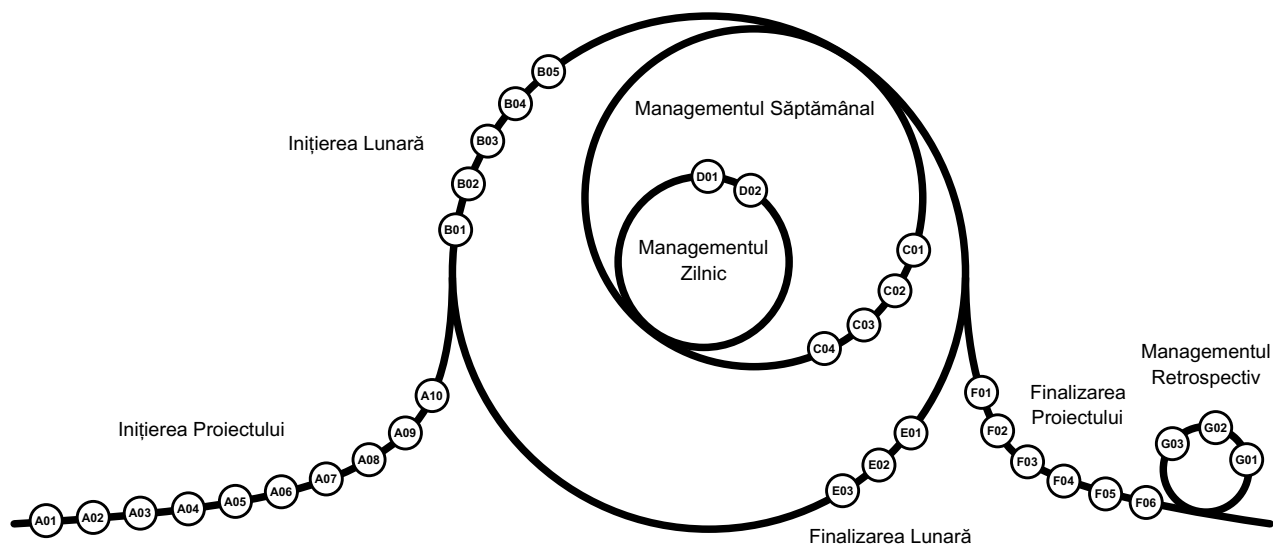 Inițierea Proiectului
A01
A02
A03
A04
A05
A06
A07
A08
A09
A10
Inițierea Lunară
B01
B02
B03
B04
B05
Managementul Săptămânal
C01
C02
C03
C04
Managementul
Zilnic
D01
D02
Finalizarea Lunară
E01
E02
E03
Finalizarea
Proiectului
F01
F02
F03
F04
F05
F06
Managementul
Retrospectiv
G01
G02
G03